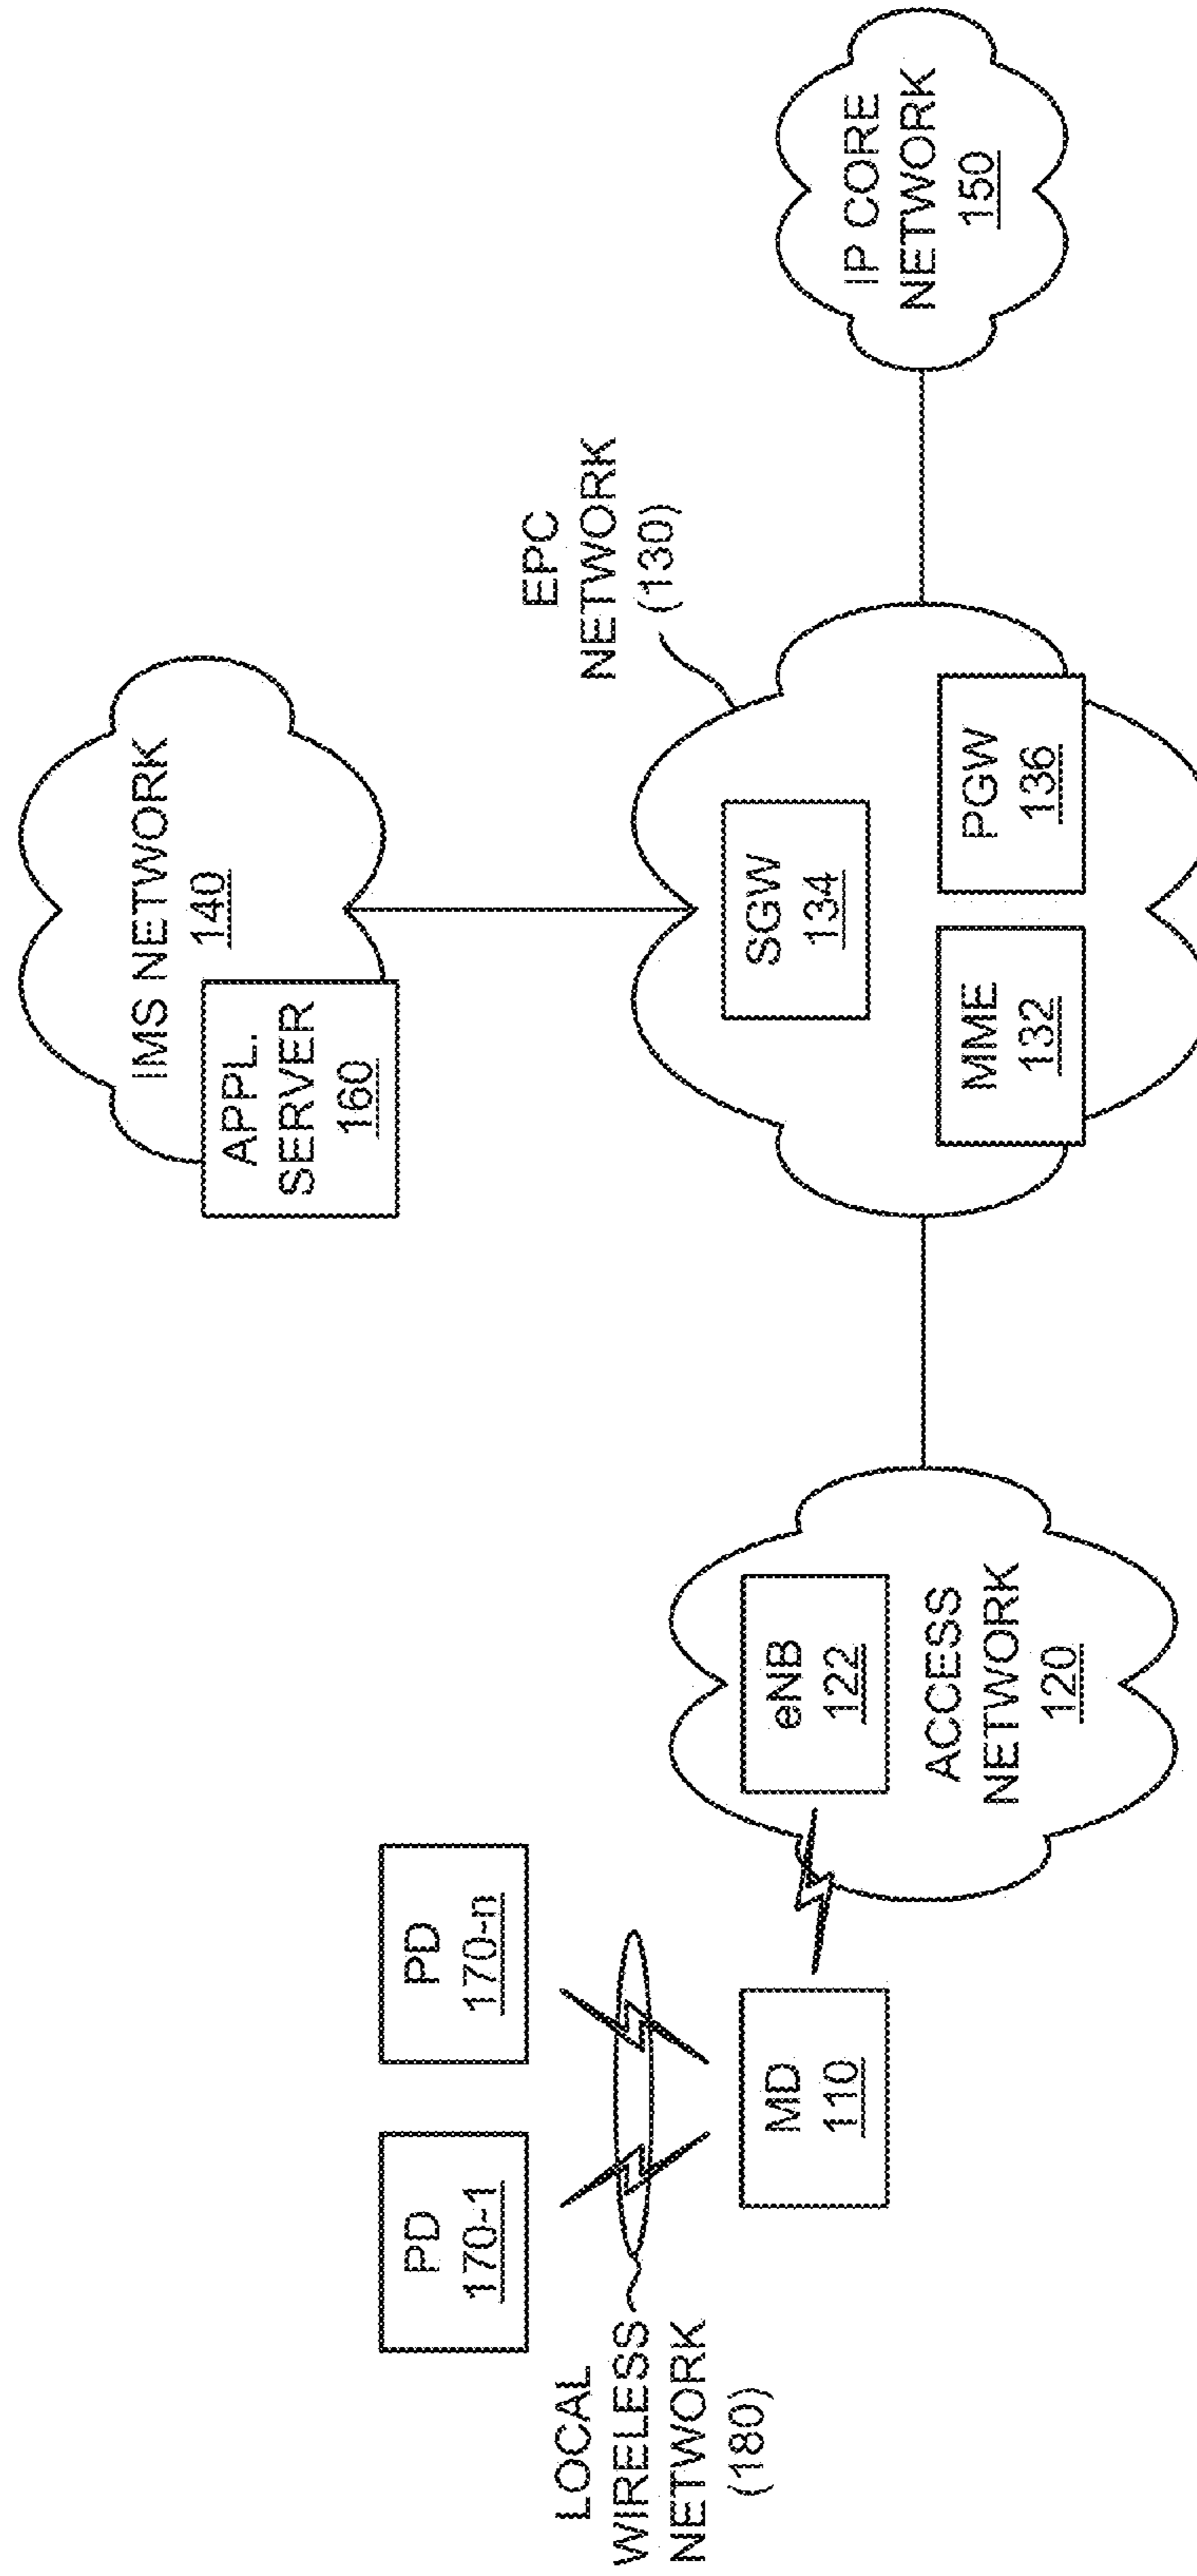 IMS NETWORK
140
APPL.
SERVER
160
PD
170-1
PD
170-n
LOCAL
WIRELESS
NETWORK
(180)
EPC
NETWORK
(130)
MD
110
eNB
122
ACCESS
NETWORK
120
SGW
134
MME
132
PGW
136
IP CORE
NETWORK
150